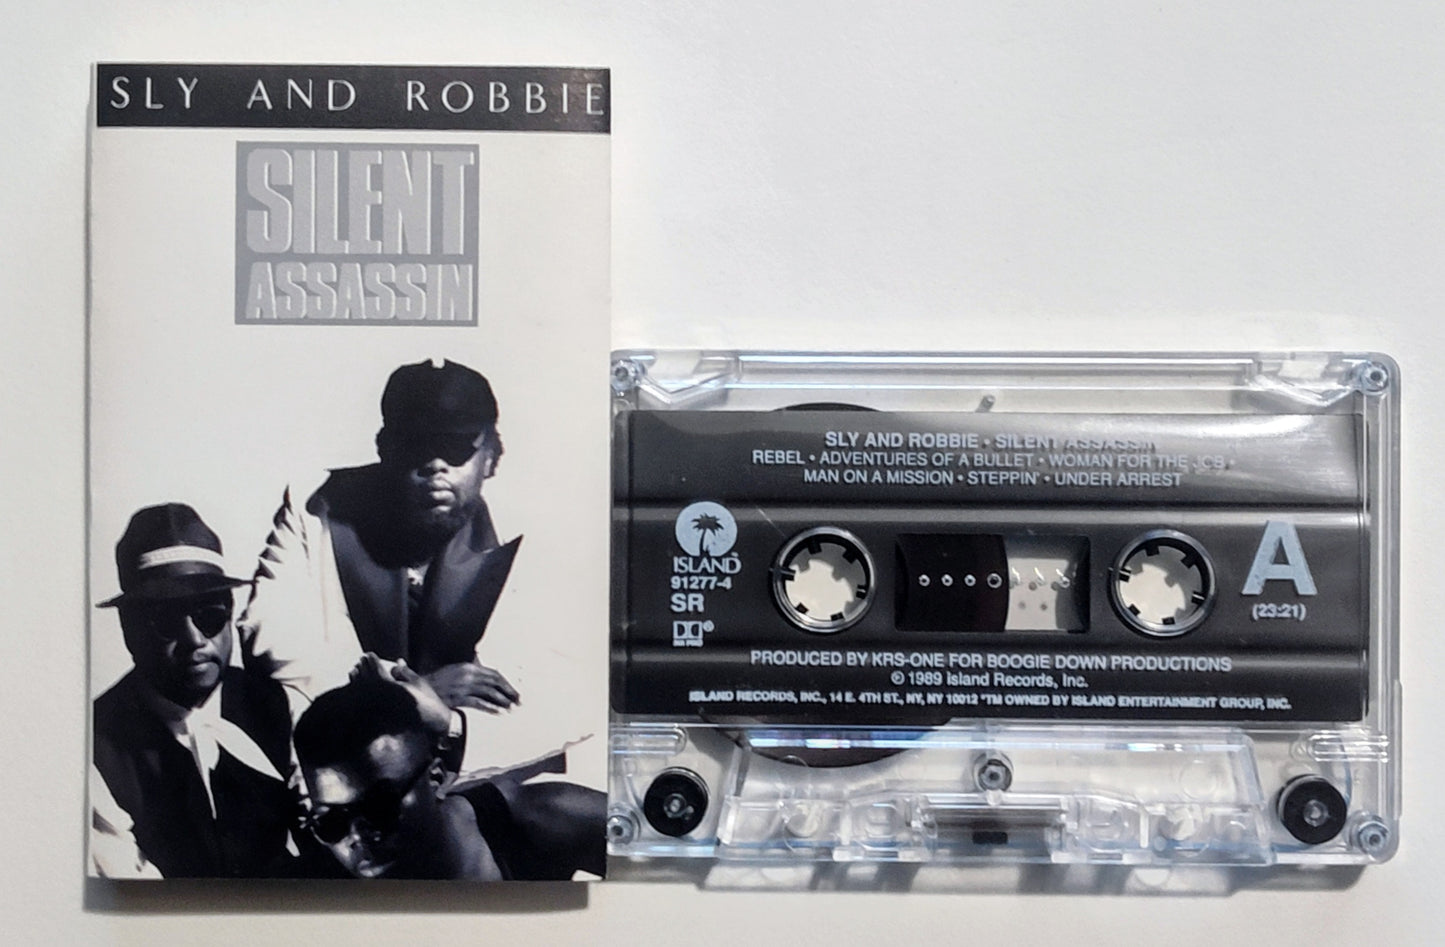 SLY AND ROBBIE
SILENT
ASSASSIN
SLY AND ROBBIE • SILENT ASSASSIN
REBEL • ADVENTURES OF A BULLET • WOMAN FOR THE JOB •
MAN ON A MISSION • STEPPIN' • UNDER ARREST
ISLAND™
91277-4
SR
A
(23:21)
PRODUCED BY KRS-ONE FOR BOOGIE DOWN PRODUCTIONS
℗ 1989 Island Records, Inc.
ISLAND RECORDS, INC., 14 E. 4TH ST., NY, NY 10012 *TM OWNED BY ISLAND ENTERTAINMENT GROUP, INC.